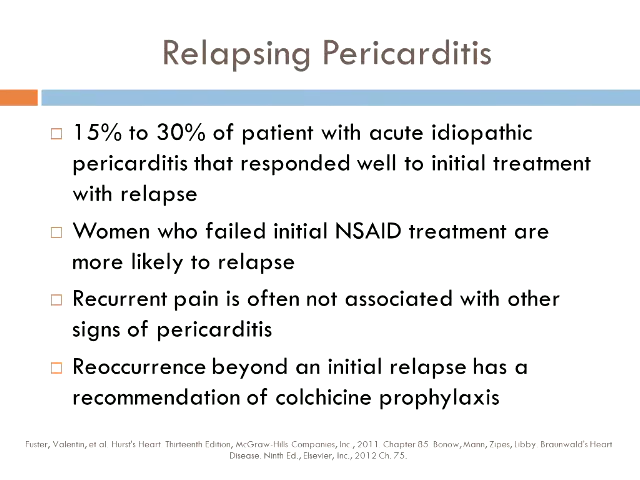 Relapsing Pericarditis
15% to 30% of patient with acute idiopathic
pericarditis that responded well to initial treatment
with relapse
Women who failed initial NSAID treatment are
more likely to relapse
Recurrent pain is often not associated with other
signs of pericarditis
Reoccurrence beyond an initial relapse has a
recommendation of colchicine prophylaxis
Fuster, Valentin, et al. Hurst's Heart. Thirteenth Edition, McGraw-Hills Companies, Inc., 2011. Chapter 85. Bonow, Mann, Zipes, Libby. Braunwald's Heart
Disease. Ninth Ed., Elsevier, Inc., 2012 Ch. 75.